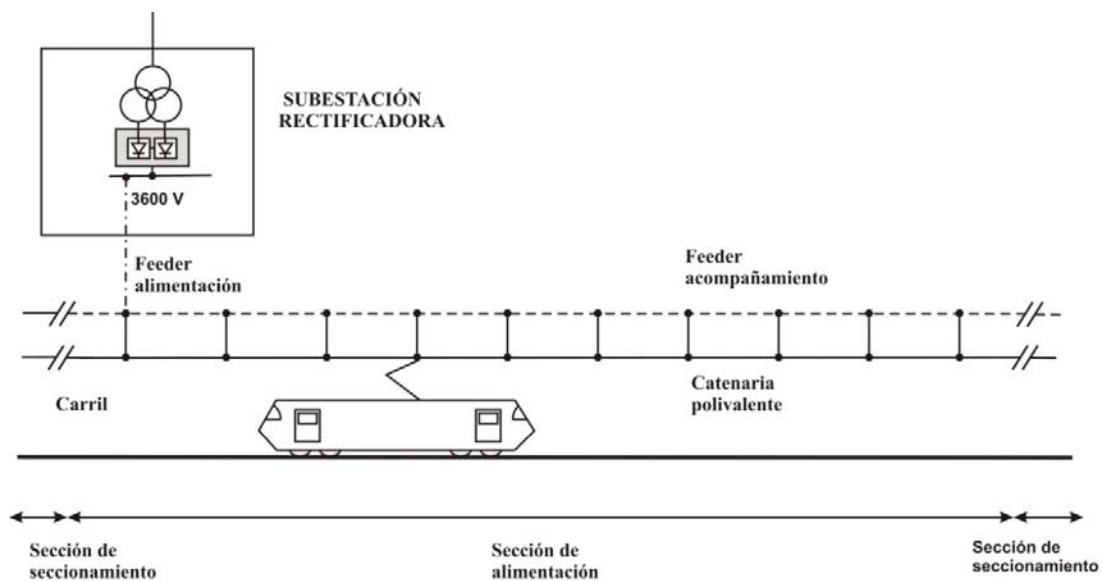 SUBESTACIÓN
RECTIFICADORA
3600 V
Feeder
alimentación
Feeder
acompañamiento
Carril
Catenaria
polivalente
Sección de
seccionamiento
Sección de
alimentación
Sección de
seccionamiento